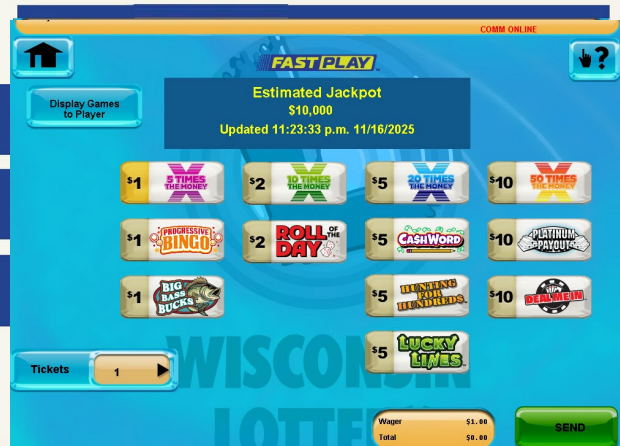 COMM ONLINE
FAST PLAY
Display Games
to Player
Estimated Jackpot
$10,000
Updated 11:23:33 p.m. 11/16/2025
?
$1 5 TIMES THE MONEY
$2 10 TIMES THE MONEY
$5 20 TIMES THE MONEY
$10 50 TIMES THE MONEY
$1 PROGRESSIVE BINGO
$2 ROLL OF THE DAY
$5 CASHWORD
$10 PLATINUM PAYOUT
$1 BIG BASS BUCKS
$5 HUNTING FOR HUNDREDS
$10 DEAL ME IN
$5 LUCKY LINES
Tickets 1
WISCONSIN
LOTTERY
Wager $1.00
Total $0.00
SEND